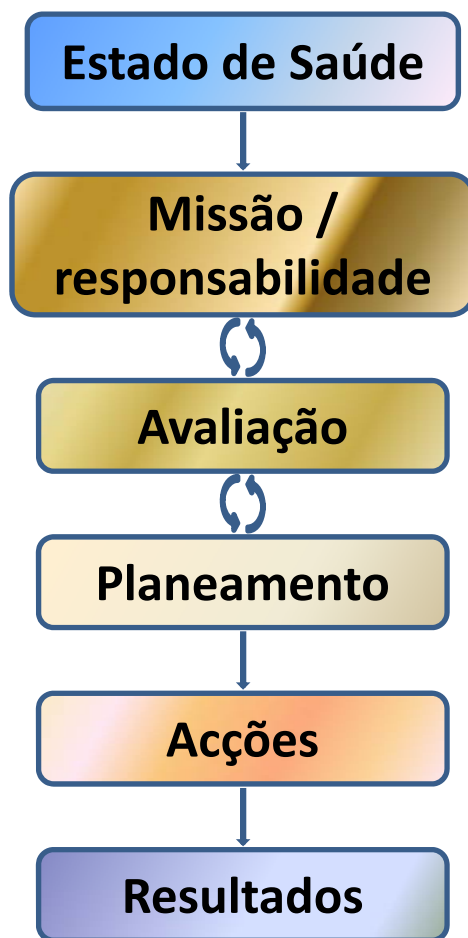 Estado de Saúde
Missão /
responsabilidade
Avaliação
Planeamento
Acções
Resultados